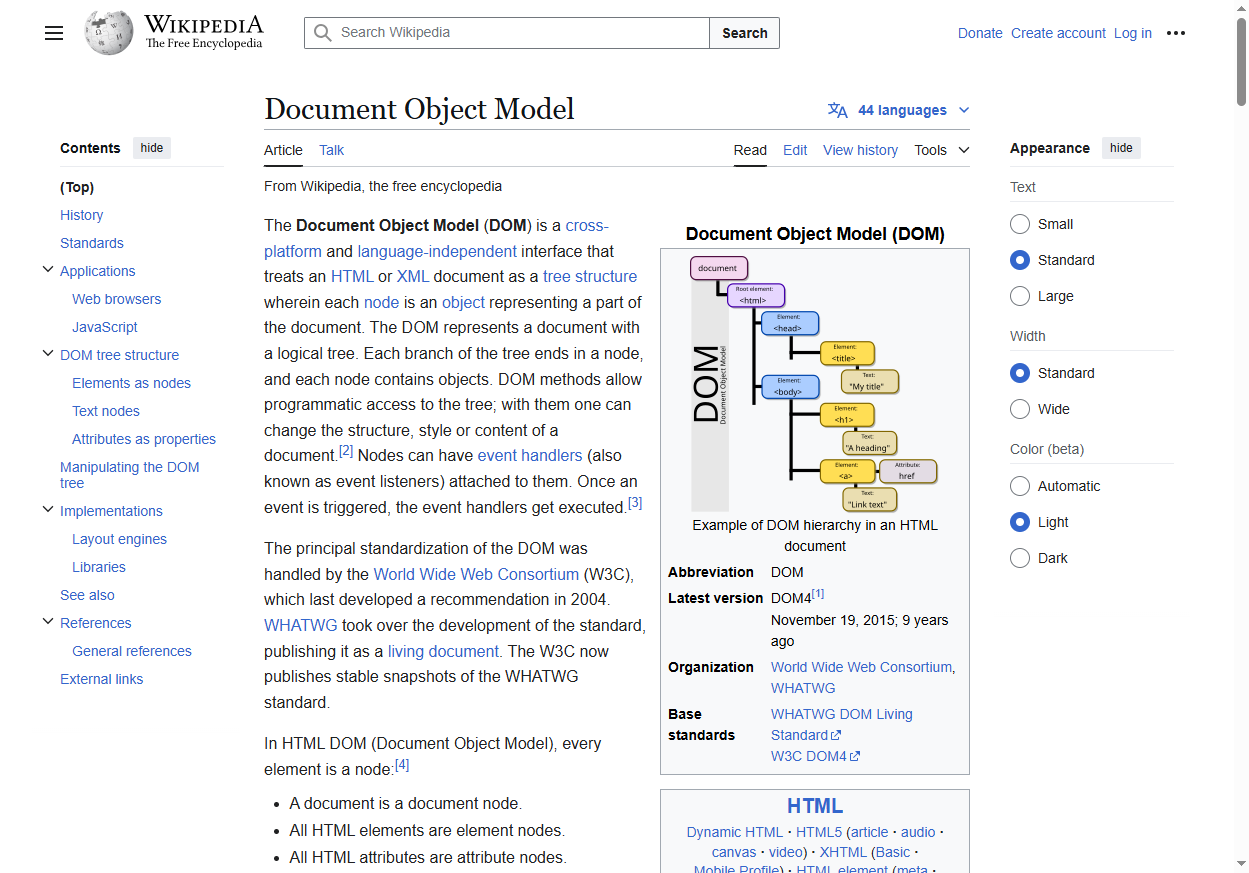 WIKIPEDIA
The Free Encyclopedia
Search Wikipedia
Search
Donate Create account Log in
Document Object Model
44 languages
Contents hide
(Top)
History
Standards
Applications
Web browsers
JavaScript
DOM tree structure
Elements as nodes
Text nodes
Attributes as properties
Manipulating the DOM
tree
Implementations
Layout engines
Libraries
See also
References
General references
External links
Article Talk
Read Edit View history Tools
From Wikipedia, the free encyclopedia
The Document Object Model (DOM) is a cross-
platform and language-independent interface that
treats an HTML or XML document as a tree structure
wherein each node is an object representing a part of
the document. The DOM represents a document with
a logical tree. Each branch of the tree ends in a node,
and each node contains objects. DOM methods allow
programmatic access to the tree; with them one can
change the structure, style or content of a
document.[2] Nodes can have event handlers (also
known as event listeners) attached to them. Once an
event is triggered, the event handlers get executed.[3]
The principal standardization of the DOM was
handled by the World Wide Web Consortium (W3C),
which last developed a recommendation in 2004.
WHATWG took over the development of the standard,
publishing it as a living document. The W3C now
publishes stable snapshots of the WHATWG
standard.
In HTML DOM (Document Object Model), every
element is a node:[4]
• A document is a document node.
• All HTML elements are element nodes.
• All HTML attributes are attribute nodes.
Document Object Model (DOM)
document
Root element:
<html>
Element:
<head>
Element:
<title>
Text:
"My title"
Element:
<body>
Element:
<h1>
Text:
"A heading"
Element:
<a>
Attribute:
href
Text:
"Link text"
DOM
Document Object Model
Example of DOM hierarchy in an HTML
document
Abbreviation DOM
Latest version DOM4[1]
November 19, 2015; 9 years
ago
Organization World Wide Web Consortium,
WHATWG
Base WHATWG DOM Living
standards Standard
W3C DOM4
HTML
Dynamic HTML · HTML5 (article · audio ·
canvas · video) · XHTML (Basic ·
Mobile Profile) · HTML element (meta ·
Appearance hide
Text
Small
Standard
Large
Width
Standard
Wide
Color (beta)
Automatic
Light
Dark